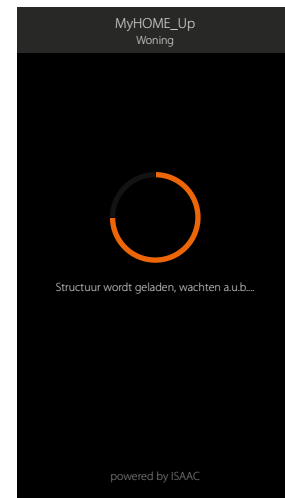 MyHOME_Up
Woning
Structuur wordt geladen, wachten a.u.b....
powered by ISAAC